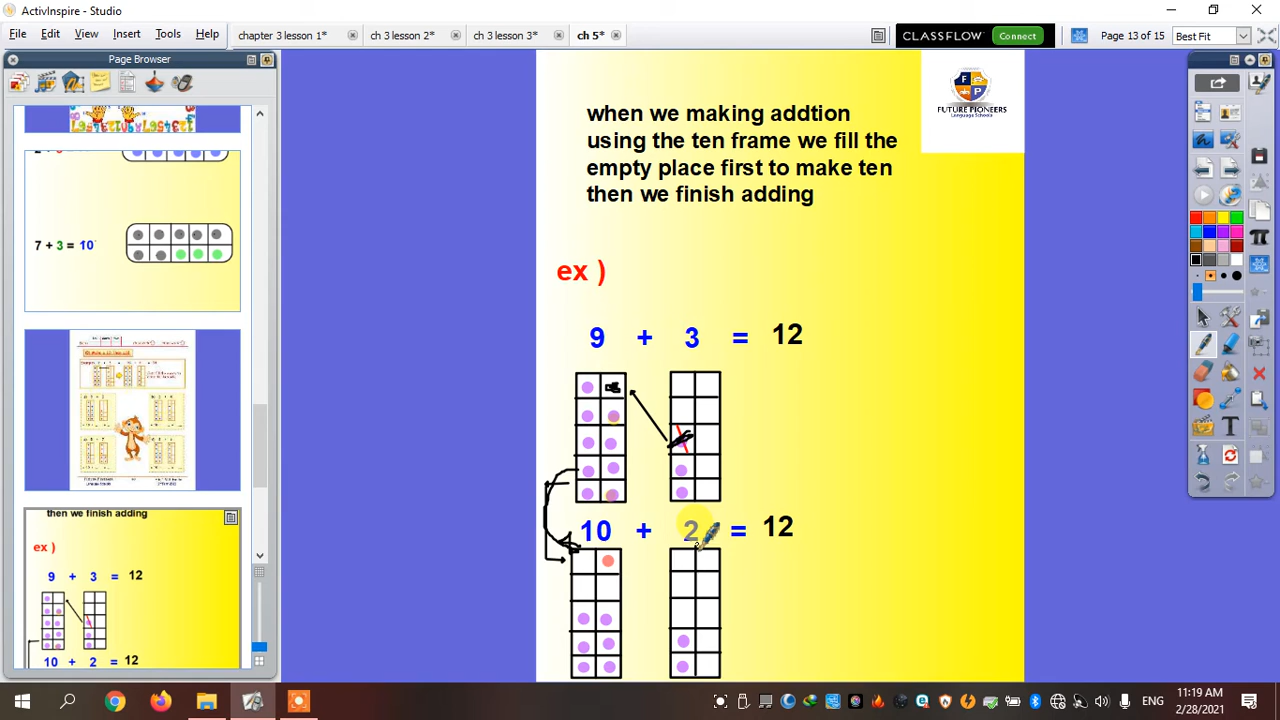 ActivInspire - Studio
File Edit View Insert Tools Help
chapter 3 lesson 1*
ch 3 lesson 2*
ch 3 lesson 3*
ch 5*
CLASSFLOW Connect
Page 13 of 15
Best Fit
Page Browser
7 + 3 = 10
then we finish adding
ex )
9 + 3 = 12
10 + 2 = 12
when we making addtion
using the ten frame we fill the
empty place first to make ten
then we finish adding
F P
FUTURE PIONEERS
Language Schools
ex )
9 + 3 = 12
10 + 2 = 12
ENG
11:19 AM
2/28/2021